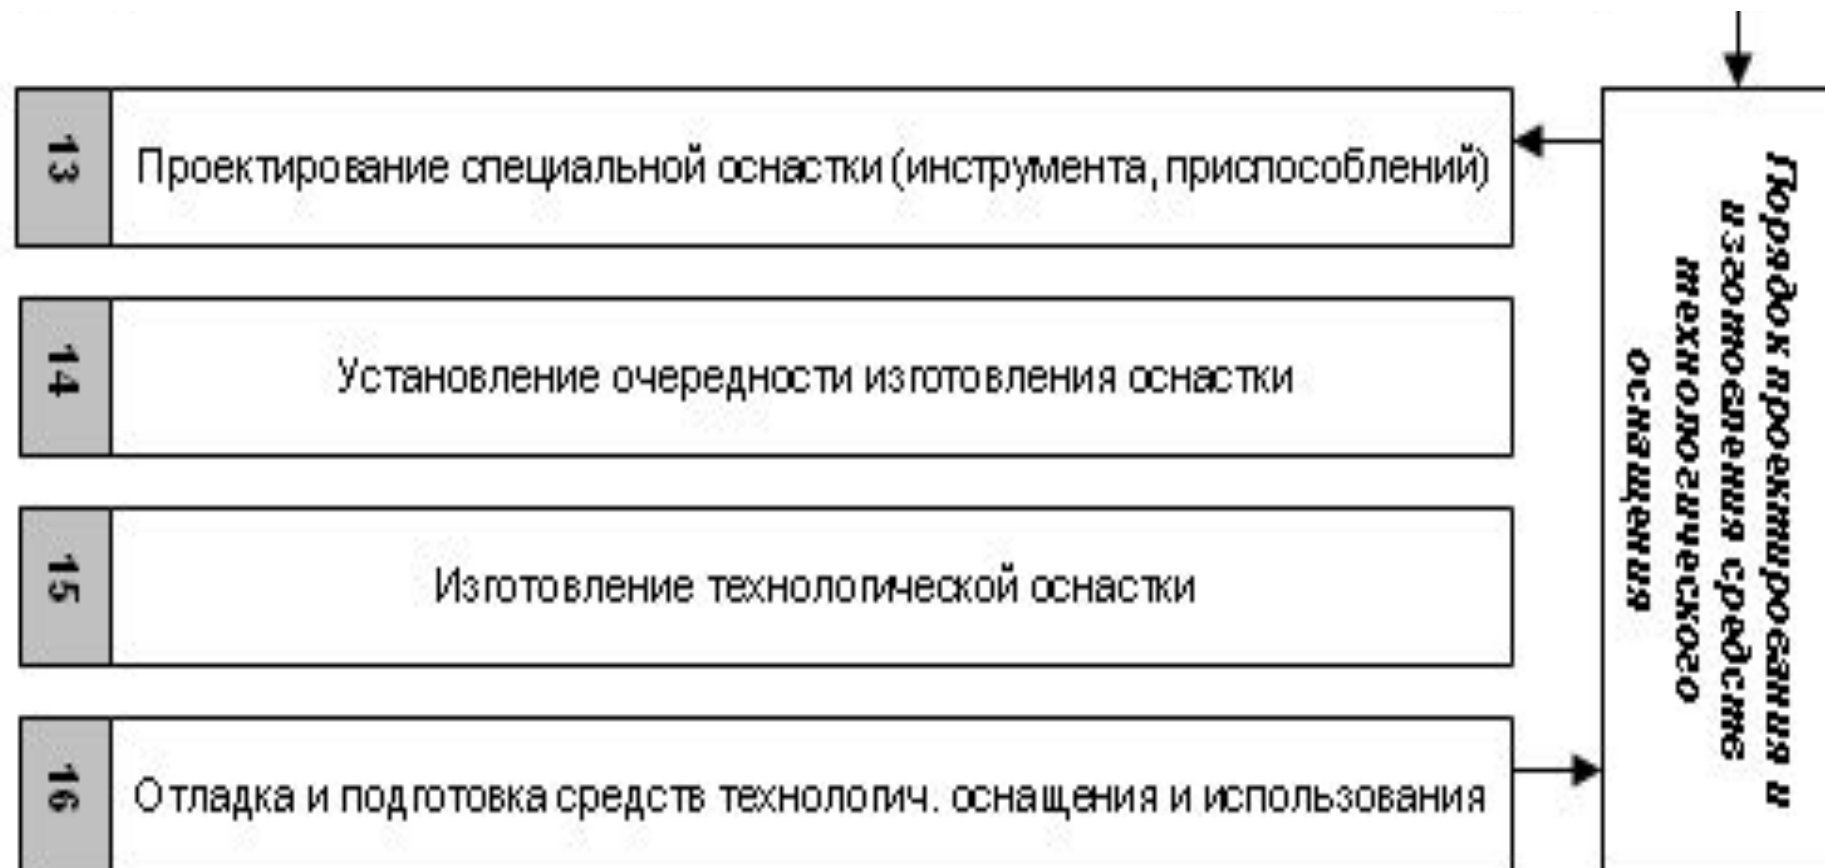 13
Проектирование специальной оснастки (инструмента, приспособлений)
14
Установление очередности изготовления оснастки
15
Изготовление технологической оснастки
16
Отладка и подготовка средств технологич. оснащения и использования
Порядок проектирования и
изготовления средств
технологического
оснащения